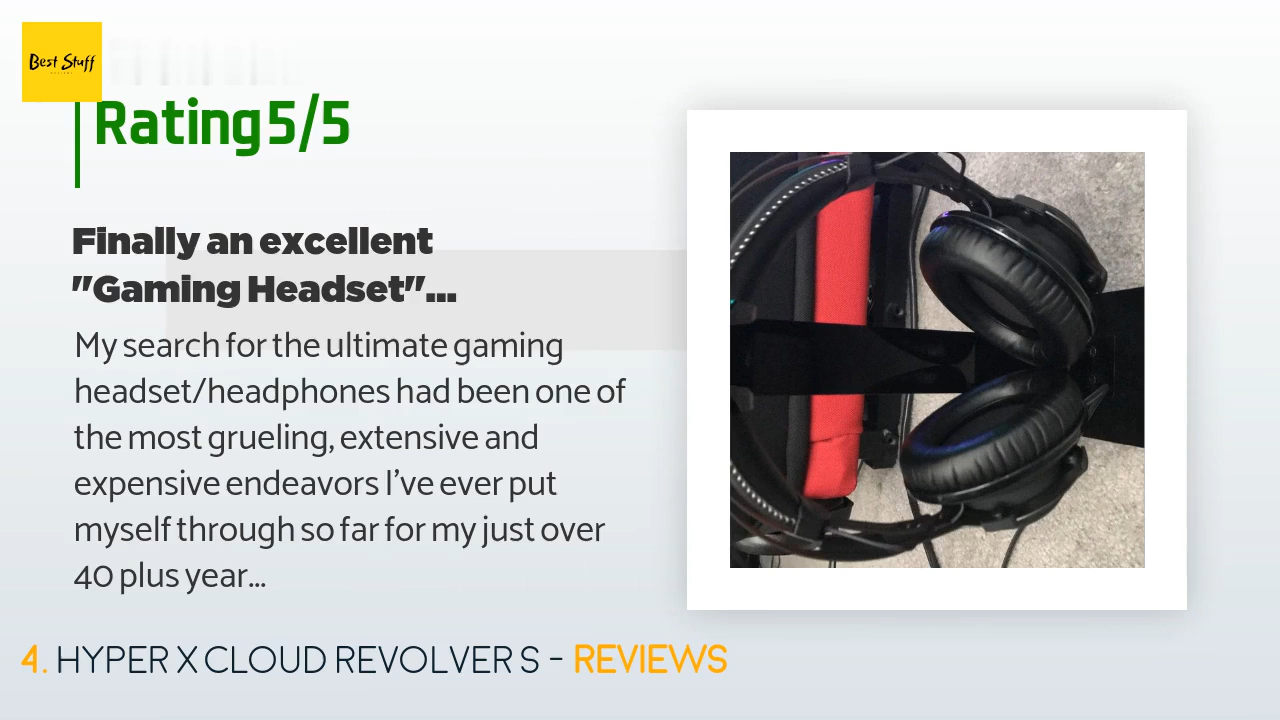 Best Stuff
Rating 5/5
Finally an excellent
"Gaming Headset"...
My search for the ultimate gaming
headset/headphones had been one of
the most grueling, extensive and
expensive endeavors I've ever put
myself through so far for my just over
40 plus year...
4. HYPER X CLOUD REVOLVER S - REVIEWS